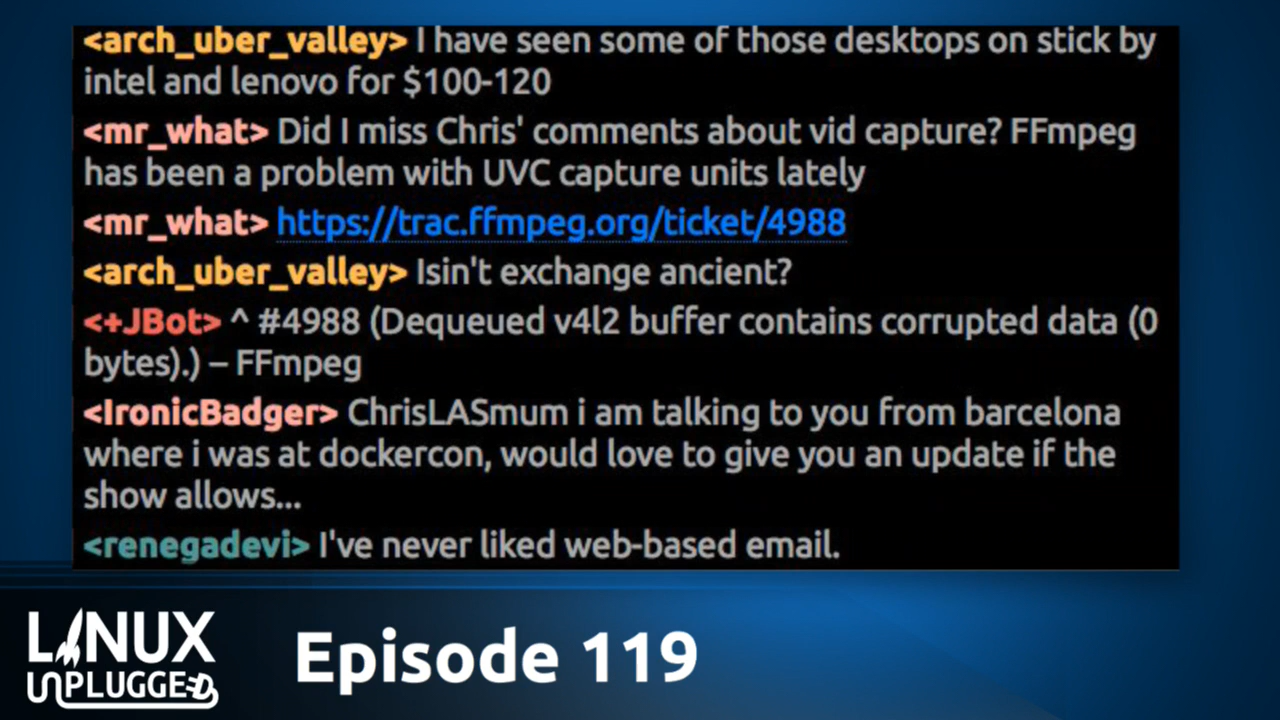 <arch_uber_valley> I have seen some of those desktops on stick by
intel and lenovo for $100-120
<mr_what> Did I miss Chris' comments about vid capture? FFmpeg
has been a problem with UVC capture units lately
<mr_what> https://trac.ffmpeg.org/ticket/4988
<arch_uber_valley> Isin't exchange ancient?
<+JBot> ^ #4988 (Dequeued v4l2 buffer contains corrupted data (0
bytes).) – FFmpeg
<IronicBadger> ChrisLASmum i am talking to you from barcelona
where i was at dockercon, would love to give you an update if the
show allows...
<renegadevi> I've never liked web-based email.
LINUX
UNPLUGGED
Episode 119